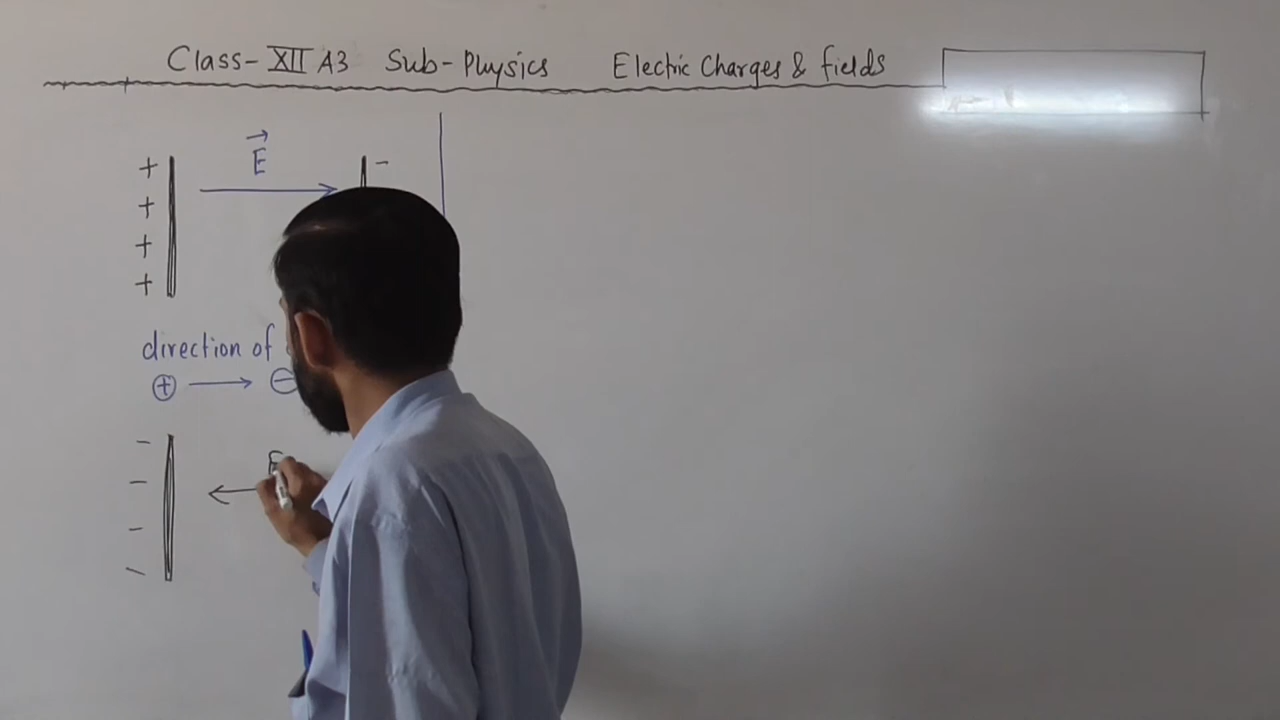 Class-XII A3 Sub-Physics Electric Charges & fields
E
+ -
+
+
+
direction of
+ → -
-
E
-
←
-
-